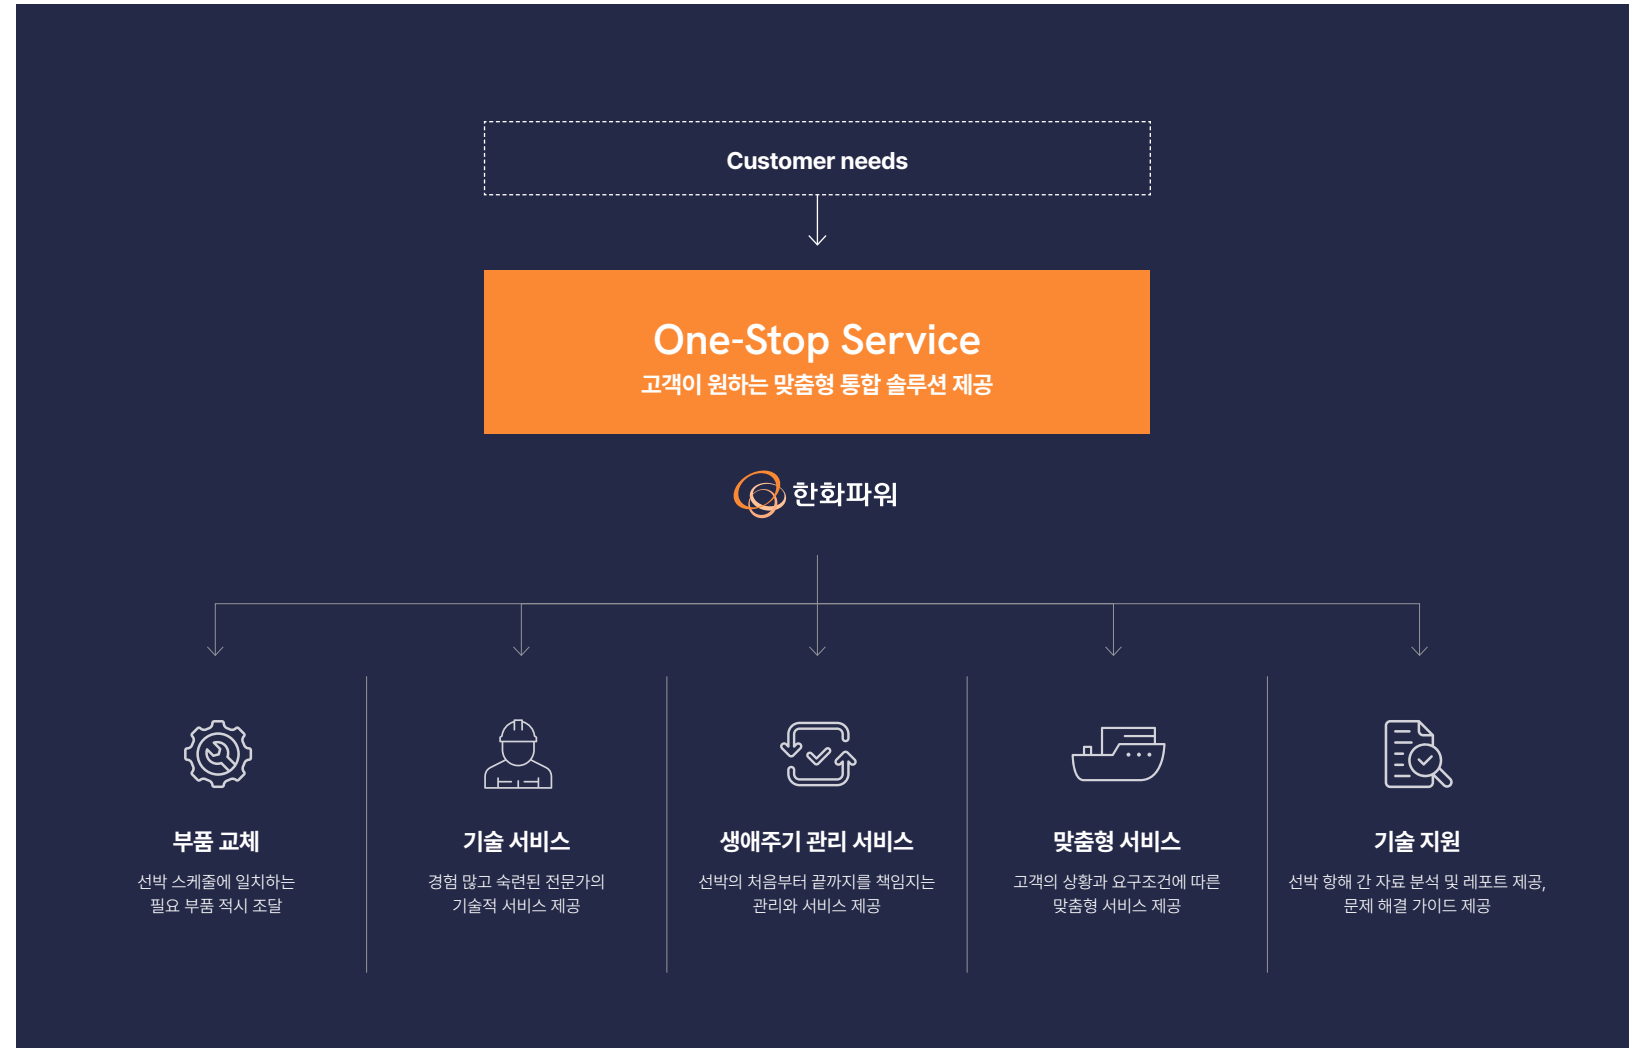 Customer needs
One-Stop Service
고객이 원하는 맞춤형 통합 솔루션 제공
한화파워
부품 교체
선박 스케줄에 일치하는
필요 부품 적시 조달
기술 서비스
경험 많고 숙련된 전문가의
기술적 서비스 제공
생애주기 관리 서비스
선박의 처음부터 끝까지를 책임지는
관리와 서비스 제공
맞춤형 서비스
고객의 상황과 요구조건에 따른
맞춤형 서비스 제공
기술 지원
선박 항해 간 자료 분석 및 레포트 제공,
문제 해결 가이드 제공